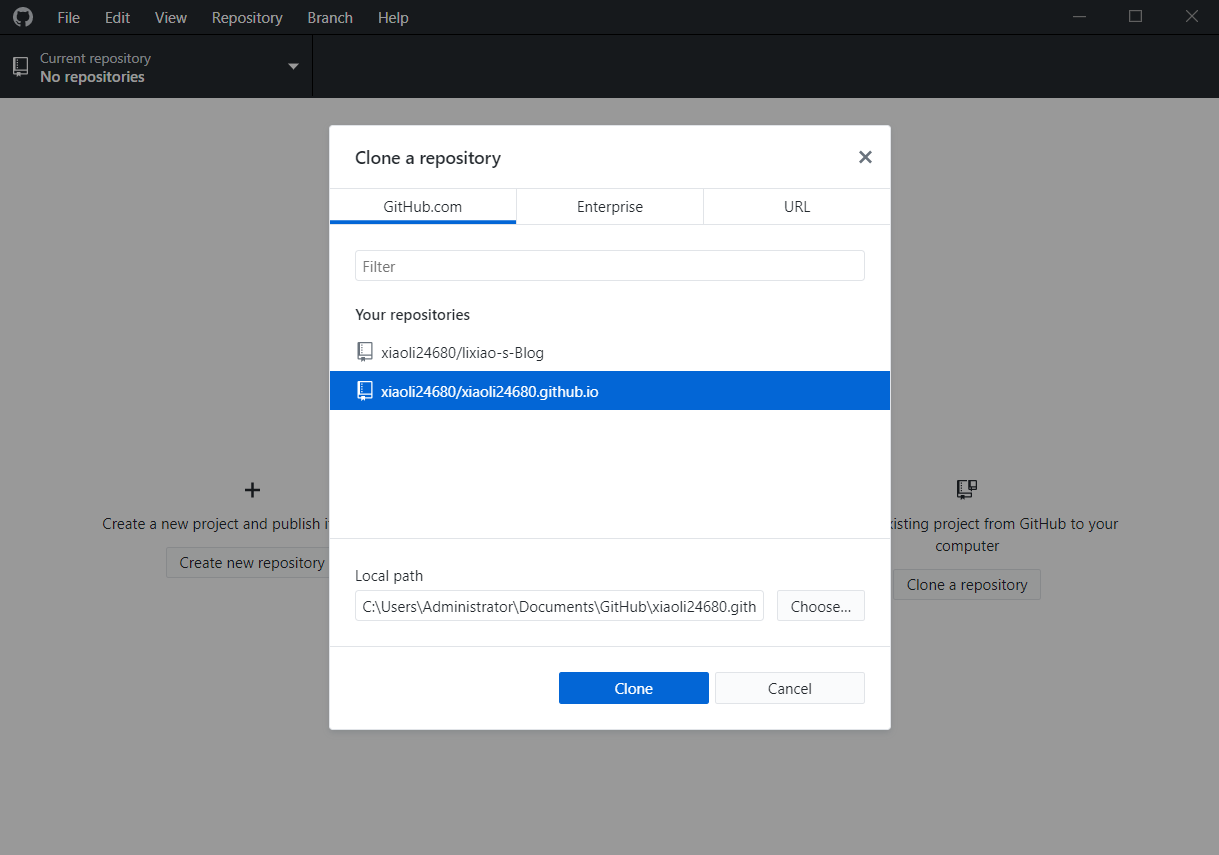 File Edit View Repository Branch Help
Current repository
No repositories
Clone a repository
GitHub.com Enterprise URL
Filter
Your repositories
xiaoli24680/lixiao-s-Blog
xiaoli24680/xiaoli24680.github.io
Create a new project and publish i
Create new repository
isting project from GitHub to your
computer
Clone a repository
Local path
C:\Users\Administrator\Documents\GitHub\xiaoli24680.gith
Choose...
Clone Cancel